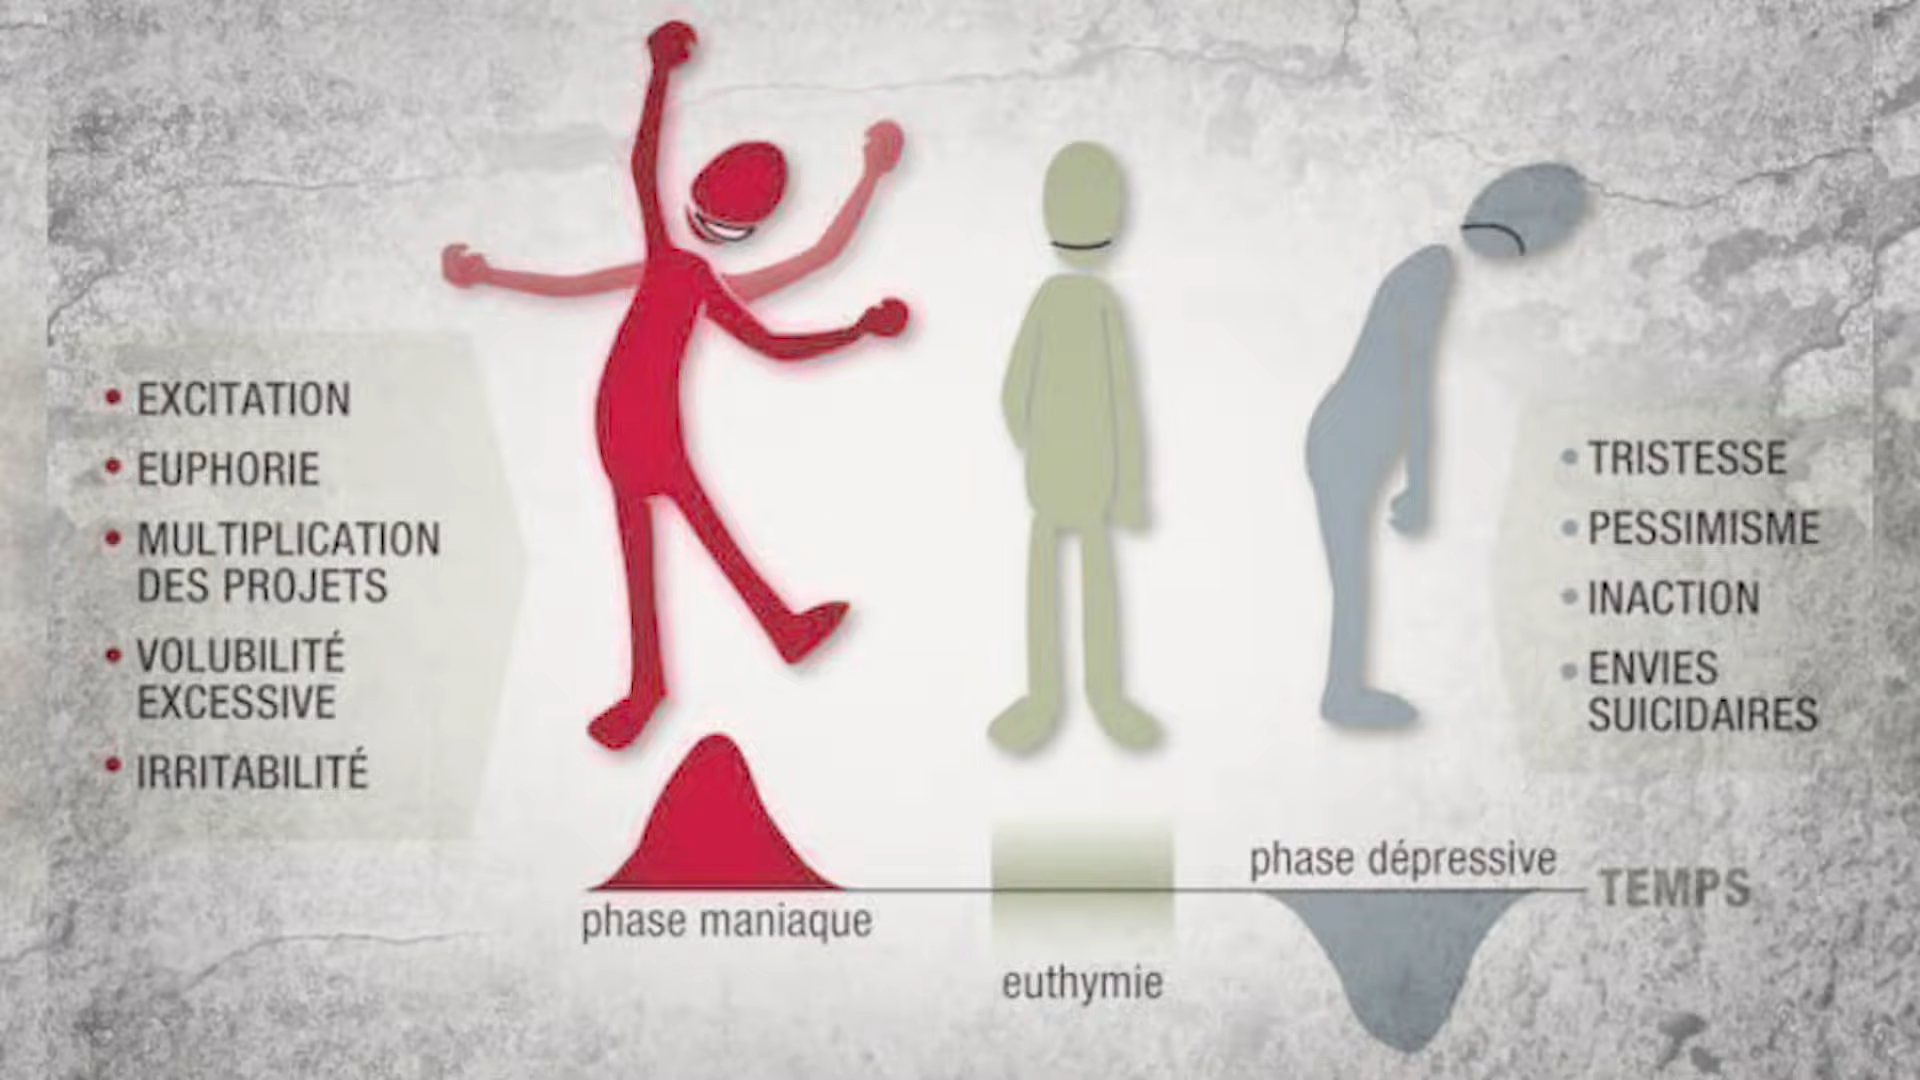 • EXCITATION
• EUPHORIE
• MULTIPLICATION
DES PROJETS
• VOLUBILITÉ
EXCESSIVE
• IRRITABILITÉ
• TRISTESSE
• PESSIMISME
• INACTION
• ENVIES
SUICIDAIRES
phase maniaque
euthymie
phase dépressive
TEMPS